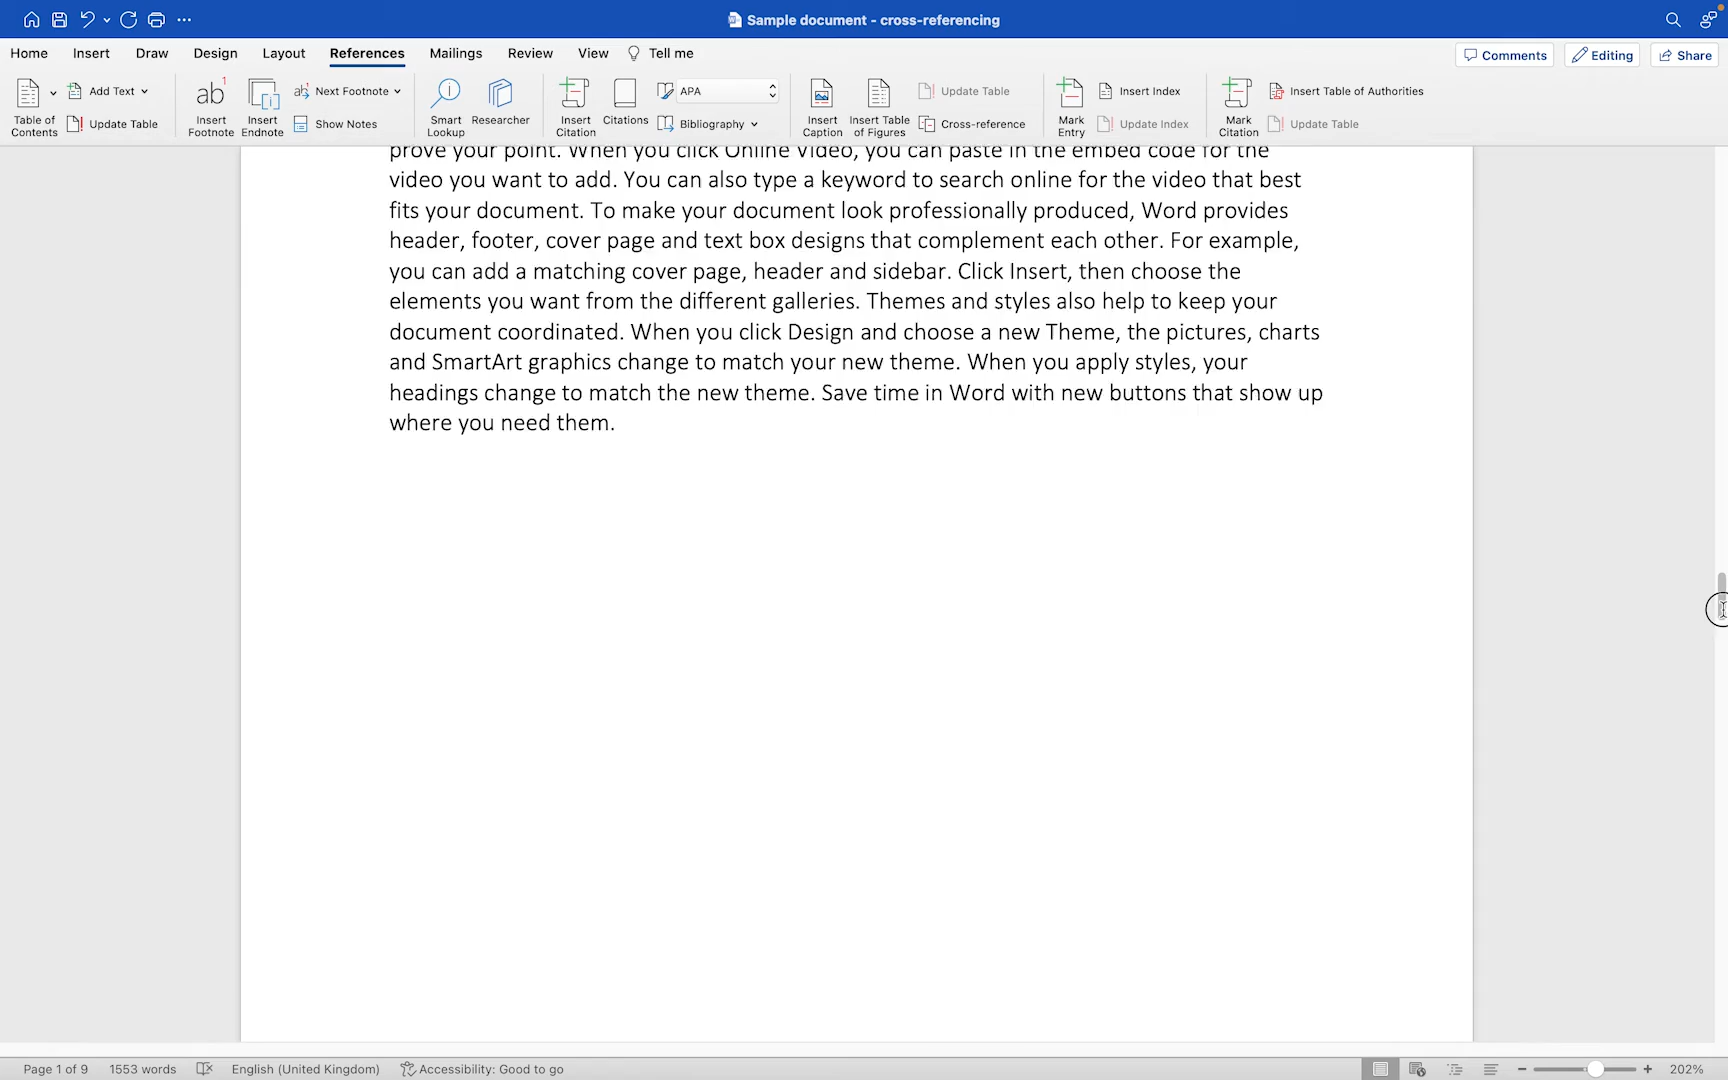 Sample document - cross-referencing
Home Insert Draw Design Layout References Mailings Review View Tell me Comments Editing Share
Table of Contents
Add Text
Update Table
ab 1
Insert Footnote
Insert Endnote
ab Next Footnote
Show Notes
Smart Lookup
Researcher
Insert Citation
Citations
APA
Bibliography
Insert Caption
Insert Table of Figures
Update Table
Cross-reference
Mark Entry
Insert Index
Update Index
Mark Citation
Insert Table of Authorities
Update Table
prove your point. When you click Online Video, you can paste in the embed code for the
video you want to add. You can also type a keyword to search online for the video that best
fits your document. To make your document look professionally produced, Word provides
header, footer, cover page and text box designs that complement each other. For example,
you can add a matching cover page, header and sidebar. Click Insert, then choose the
elements you want from the different galleries. Themes and styles also help to keep your
document coordinated. When you click Design and choose a new Theme, the pictures, charts
and SmartArt graphics change to match your new theme. When you apply styles, your
headings change to match the new theme. Save time in Word with new buttons that show up
where you need them.
Page 1 of 9 1553 words English (United Kingdom) Accessibility: Good to go 202%